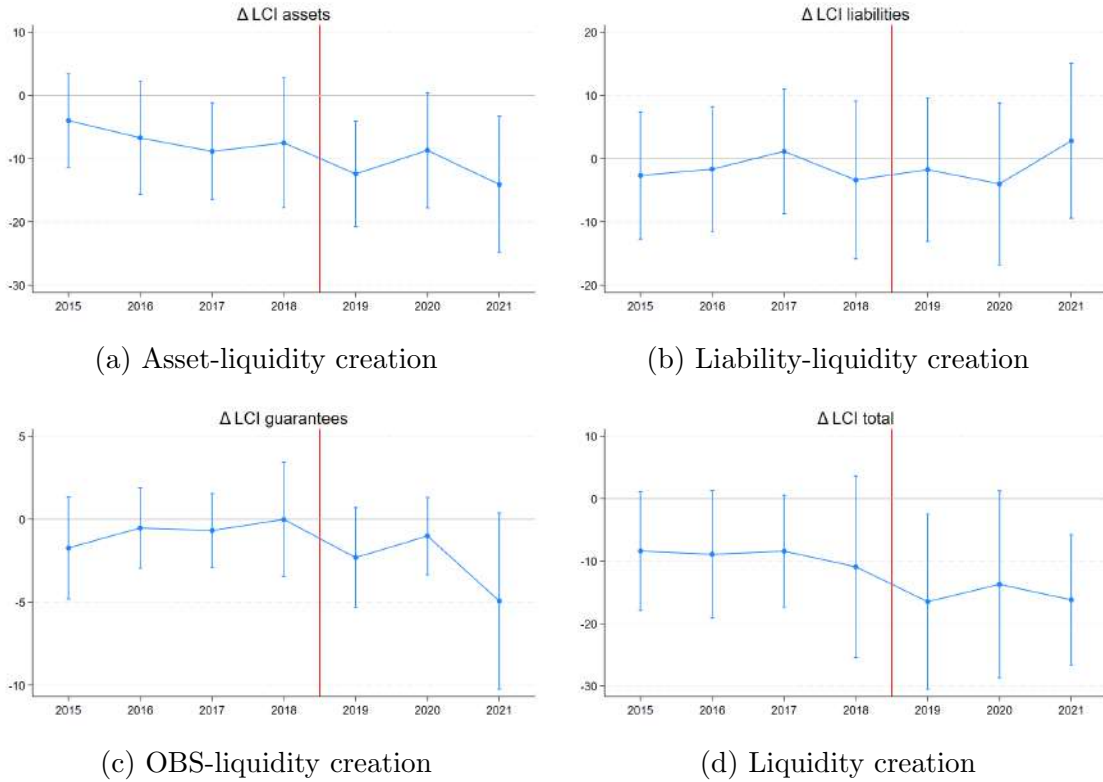 Δ LCI assets
10
0
-10
-20
-30
2015 2016 2017 2018 2019 2020 2021
(a) Asset-liquidity creation
Δ LCI liabilities
20
10
0
-10
-20
2015 2016 2017 2018 2019 2020 2021
(b) Liability-liquidity creation
Δ LCI guarantees
5
0
-5
-10
2015 2016 2017 2018 2019 2020 2021
(c) OBS-liquidity creation
Δ LCI total
10
0
-10
-20
-30
2015 2016 2017 2018 2019 2020 2021
(d) Liquidity creation